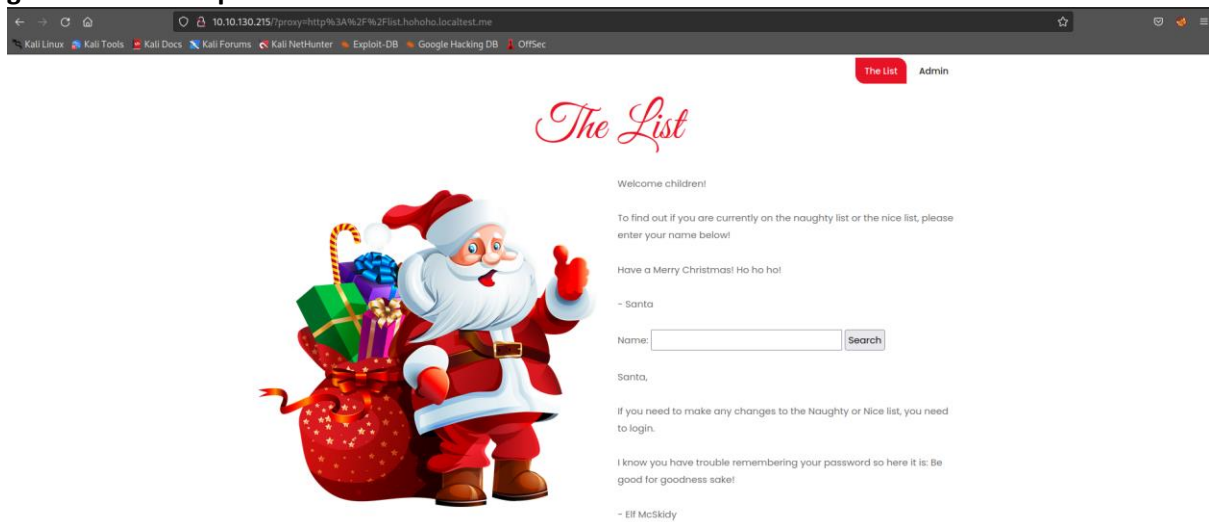 10.10.130.215/?proxy=http%3A%2F%2Flist.hohoho.localtest.me
Kali Linux Kali Tools Kali Docs Kali Forums Kali NetHunter Exploit-DB Google Hacking DB OffSec
The List Admin
The List
Welcome children!
To find out if you are currently on the naughty list or the nice list, please
enter your name below!
Have a Merry Christmas! Ho ho ho!
- Santa
Name: Search
Santa,
If you need to make any changes to the Naughty or Nice list, you need
to login.
I know you have trouble remembering your password so here it is: Be
good for goodness sake!
- Elf McSkidy